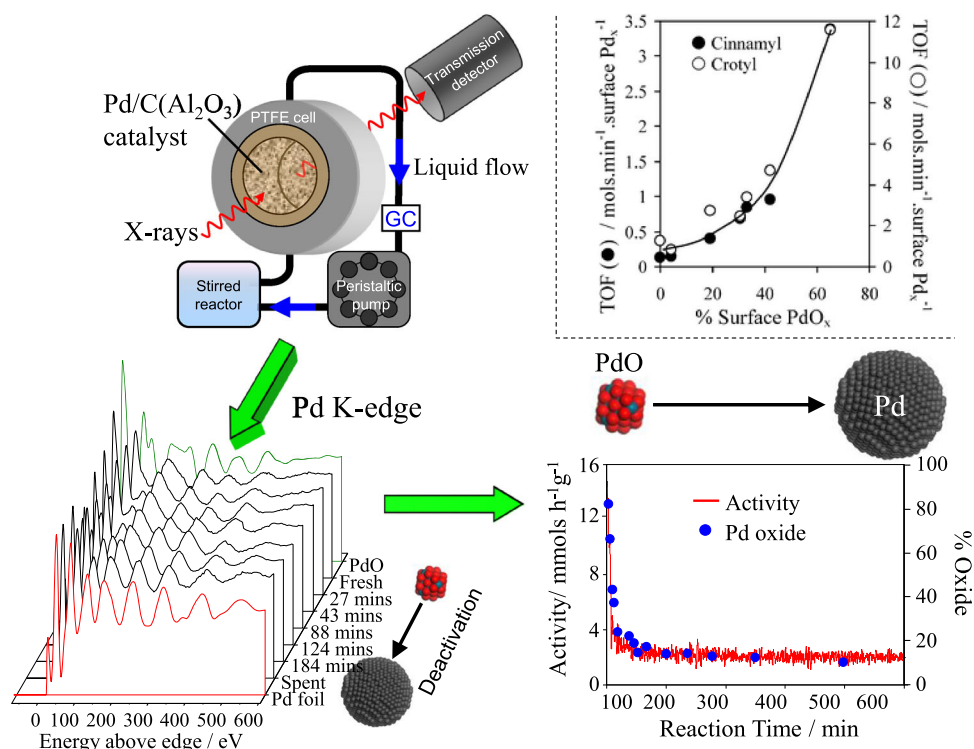 Pd/C(Al₂O₃)
catalyst
PTFE cell
Transmission
detector
Liquid flow
X-rays
GC
Stirred
reactor
Peristaltic
pump
TOF (●) / mols.min⁻¹.surface Pdₓ⁻¹
3.5
3
2.5
2
1.5
1
0.5
0
Cinnamyl
Crotyl
12
10
8
6
4
2
0
TOF (○) / mols.min⁻¹.surface Pdₓ⁻¹
0 20 40 60 80
% Surface PdOₓ
Pd K-edge
PdO
Fresh
27 mins
43 mins
88 mins
124 mins
184 mins
Spent
Pd foil
0 100 200 300 400 500 600
Energy above edge / eV
Deactivation
PdO
Pd
Activity/ mmols h⁻¹g⁻¹
16
12
8
4
0
Activity
Pd oxide
100
80
60
40
20
0
% Oxide
100 200 300 400 500 600
Reaction Time / min